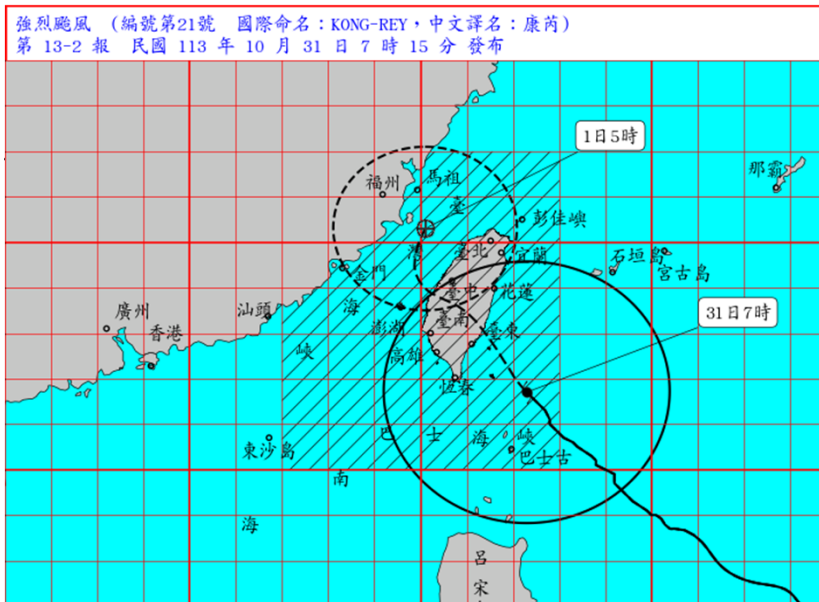 強烈颱風 (編號第21號 國際命名：KONG-REY，中文譯名：康芮)
第 13-2 報 民國 113 年 10 月 31 日 7 時 15 分 發布
1日5時
那霸
福州
馬祖
臺
彭佳嶼
灣
臺北
宜蘭
石垣島
宮古島
金門
臺中
花蓮
廣州
汕頭
海
31日7時
香港
澎湖
臺南
臺東
峽
高雄
恆春
巴
士
海
峽
東沙島
巴士古
南
海
呂
宋